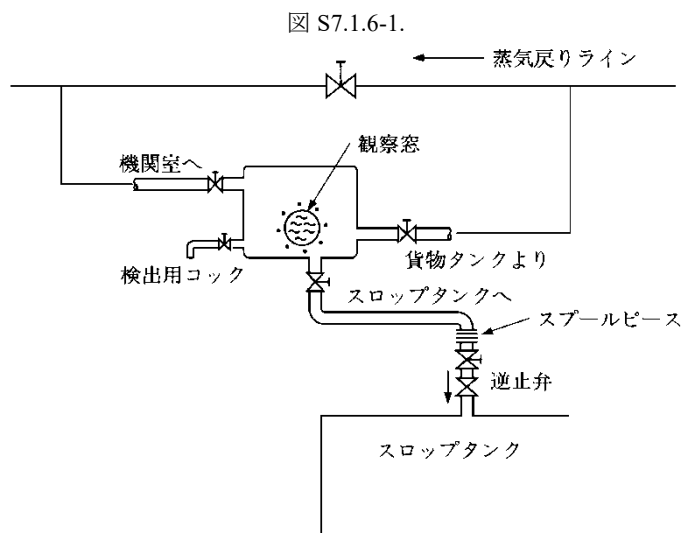 図 S7.1.6-1.
蒸気戻りライン
観察窓
機関室へ
検出用コック
貨物タンクより
スロップタンクへ
スプールピース
逆止弁
スロップタンク